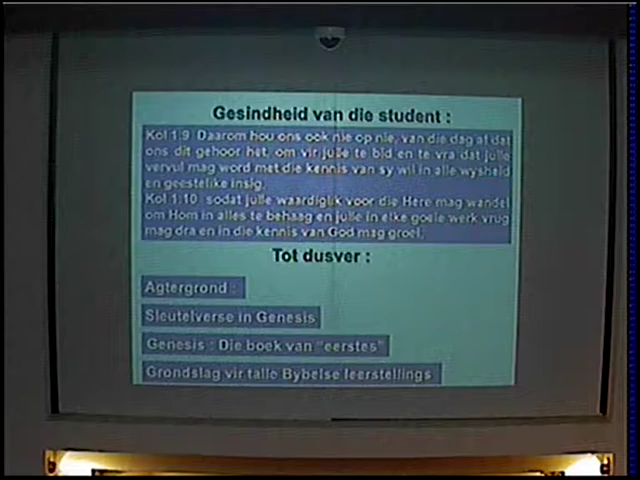 Gesindheid van die student :
Kol 1:9 Daarom hou ons ook nie op nie, van die dag af dat
ons dit gehoor het, om vir julle te bid en te vra dat julle
vervul mag word met die kennis van sy wil in alle wysheid
en geestelike insig,
Kol 1:10 sodat julle waardiglik voor die Here mag wandel
om Hom in alles te behaag en julle in elke goeie werk vrug
mag dra en in die kennis van God mag groei,
Tot dusver :
Agtergrond :
Sleutelverse in Genesis
Genesis : Die boek van "eerstes"
Grondslag vir talle Bybelse leerstellings